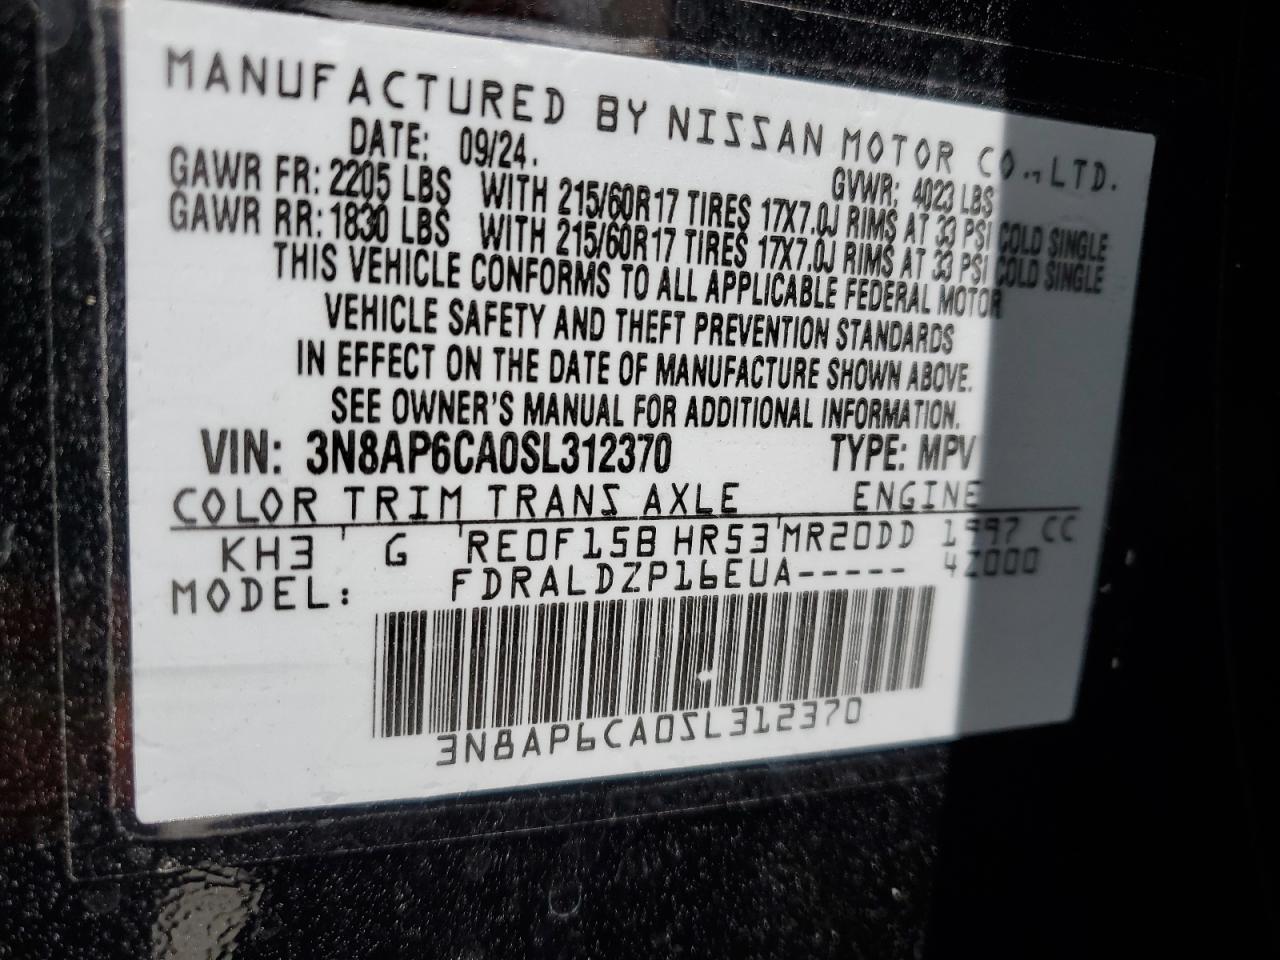 MANUFACTURED BY NISSAN MOTOR CO., LTD.
DATE: 09/24. GVWR: 4023 LBS
GAWR FR: 2205 LBS WITH 215/60R17 TIRES 17X7.0J RIMS AT 33 PSI COLD SINGLE
GAWR RR: 1830 LBS WITH 215/60R17 TIRES 17X7.0J RIMS AT 33 PSI COLD SINGLE
THIS VEHICLE CONFORMS TO ALL APPLICABLE FEDERAL MOTOR
VEHICLE SAFETY AND THEFT PREVENTION STANDARDS
IN EFFECT ON THE DATE OF MANUFACTURE SHOWN ABOVE.
SEE OWNER'S MANUAL FOR ADDITIONAL INFORMATION.
VIN: 3N8AP6CA0SL312370 TYPE: MPV
COLOR TRIM TRANS AXLE ENGINE
KH3 G RE0F15B HR53 MR20DD 1997 CC
MODEL: FDRALDZP16EUA----- 4Z000
3N8AP6CA0SL312370